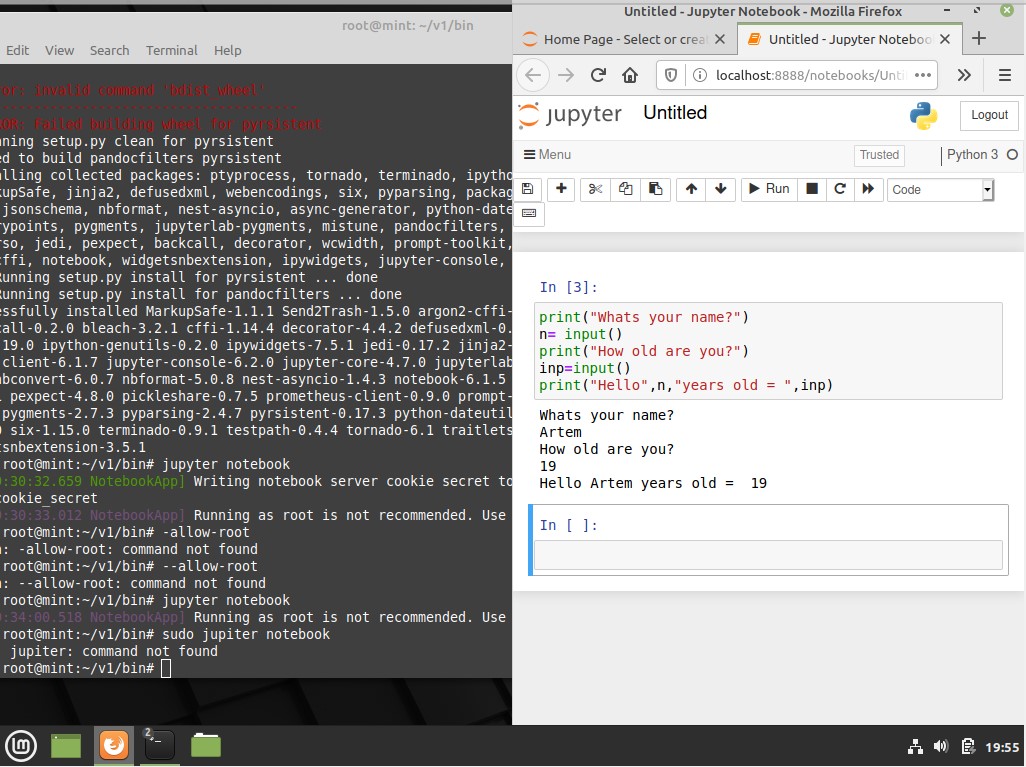 root@mint: ~/v1/bin
Edit View Search Terminal Help
or: invalid command 'bdist_wheel'
----------------------------------------
OR: Failed building wheel for pyrsistent
ning setup.py clean for pyrsistent
ed to build pandocfilters pyrsistent
lling collected packages: ptyprocess, tornado, terminado, ipytho
kupSafe, jinja2, defusedxml, webencodings, six, pyparsing, packag
jsonschema, nbformat, nest-asyncio, async-generator, python-date
rypoints, pygments, jupyterlab-pygments, mistune, pandocfilters,
rso, jedi, pexpect, backcall, decorator, wcwidth, prompt-toolkit,
cffi, notebook, widgetsnbextension, ipywidgets, jupyter-console,
Running setup.py install for pyrsistent ... done
Running setup.py install for pandocfilters ... done
essfully installed MarkupSafe-1.1.1 Send2Trash-1.5.0 argon2-cffi-
call-0.2.0 bleach-3.2.1 cffi-1.14.4 decorator-4.4.2 defusedxml-0.
19.0 ipython-genutils-0.2.0 ipywidgets-7.5.1 jedi-0.17.2 jinja2-
client-6.1.7 jupyter-console-6.2.0 jupyter-core-4.7.0 jupyterlab
bconvert-6.0.7 nbformat-5.0.8 nest-asyncio-1.4.3 notebook-6.1.5
pexpect-4.8.0 pickleshare-0.7.5 prometheus-client-0.9.0 prompt-
pygments-2.7.3 pyparsing-2.4.7 pyrsistent-0.17.3 python-dateutil
0 six-1.15.0 terminado-0.9.1 testpath-0.4.4 tornado-6.1 traitlets
tsnbextension-3.5.1
root@mint:~/v1/bin# jupyter notebook
:30:32.659 NotebookApp] Writing notebook server cookie secret to
cookie_secret
:30:33.012 NotebookApp] Running as root is not recommended. Use
root@mint:~/v1/bin# -allow-root
: -allow-root: command not found
root@mint:~/v1/bin# --allow-root
: --allow-root: command not found
root@mint:~/v1/bin# jupyter notebook
:34:00.518 NotebookApp] Running as root is not recommended. Use
root@mint:~/v1/bin# sudo jupiter notebook
jupiter: command not found
root@mint:~/v1/bin#
Untitled - Jupyter Notebook - Mozilla Firefox
Home Page - Select or crea
Untitled - Jupyter Noteboo
localhost:8888/notebooks/Unti
jupyter Untitled
Logout
Menu
Trusted
Python 3
Run
Code
In [3]:
print("Whats your name?")
n= input()
print("How old are you?")
inp=input()
print("Hello",n,"years old = ",inp)
Whats your name?
Artem
How old are you?
19
Hello Artem years old =  19
In [ ]:
2
19:55